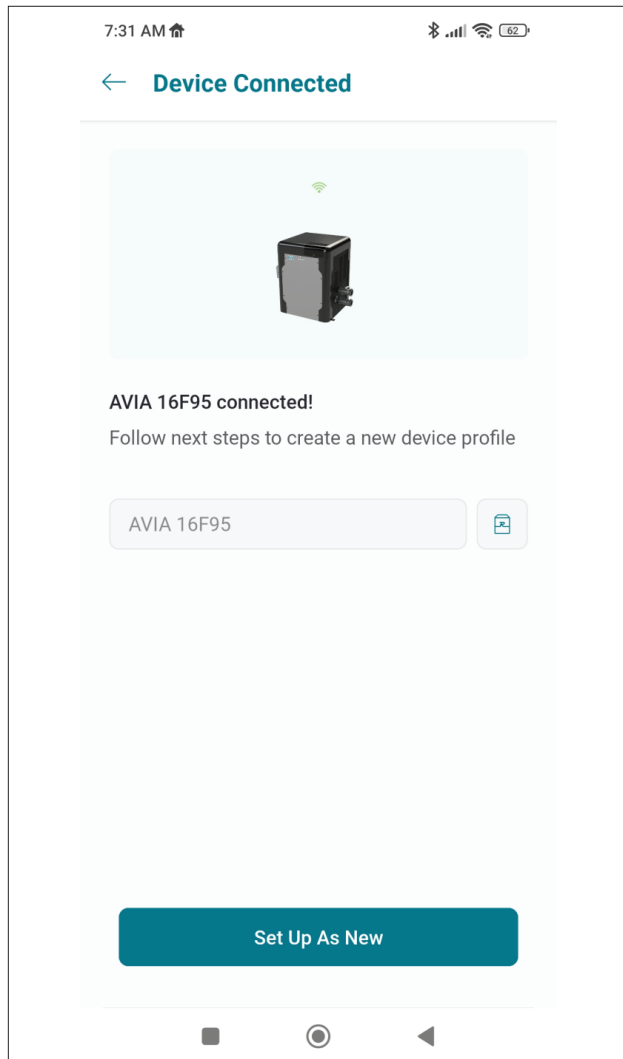 7:31 AM
62
Device Connected
AVIA 16F95 connected!
Follow next steps to create a new device profile
AVIA 16F95
Set Up As New